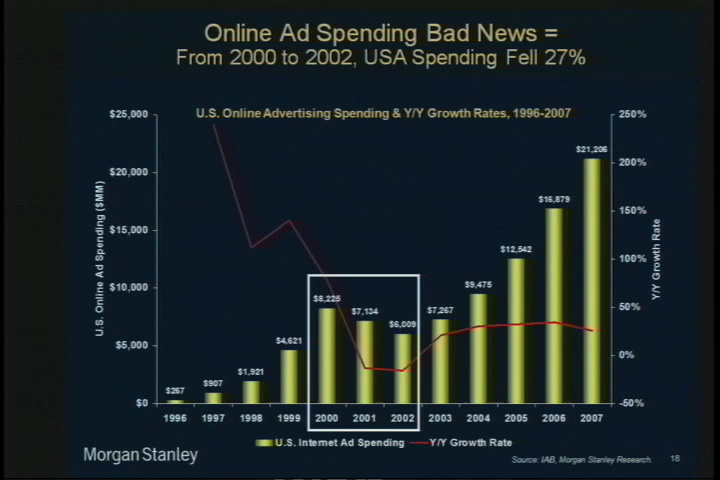 Online Ad Spending Bad News =
From 2000 to 2002, USA Spending Fell 27%
U.S. Online Advertising Spending & Y/Y Growth Rates, 1996-2007
$25,000
$20,000
$15,000
$10,000
$5,000
$0
U.S. Online Ad Spending ($MM)
250%
200%
150%
100%
50%
0%
-50%
Y/Y Growth Rate
$267
$907
$1,921
$4,621
$8,225
$7,134
$6,009
$7,267
$9,475
$12,542
$16,879
$21,206
1996 1997 1998 1999 2000 2001 2002 2003 2004 2005 2006 2007
U.S. Internet Ad Spending Y/Y Growth Rate
Morgan Stanley
Source: IAB, Morgan Stanley Research.
18